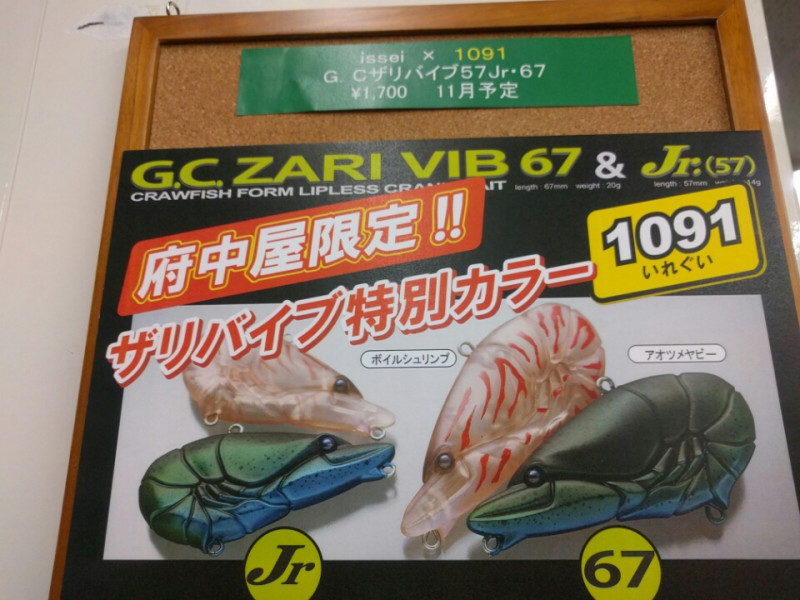 issei × 1091
G.Cザリバイブ57Jr・67
¥1,700 11月予定
G.C. ZARI VIB 67 & Jr.(57)
CRAWFISH FORM LIPLESS length:67mm weight:20g length:57mm
府中屋限定!!
1091
いれぐい
ザリバイブ特別カラー
ボイルシュリンプ
アオツメヤビー
Jr
67